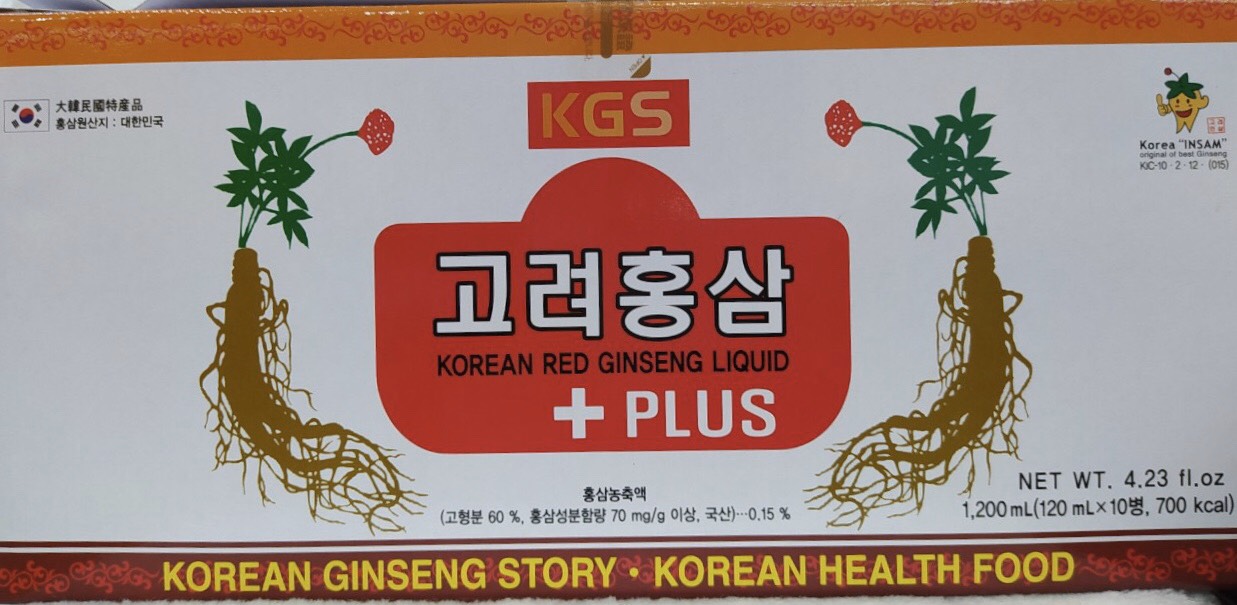 KGS
大韓民國特産品
홍삼원산지 : 대한민국
Korea "INSAM"
original of best Ginseng
KIC-10 · 2 · 12 · (015)
고려홍삼
KOREAN RED GINSENG LIQUID
+ PLUS
홍삼농축액
(고형분 60 %, 홍삼성분함량 70 mg/g 이상, 국산)···0.15 %
NET WT. 4.23 fl.oz
1,200 mL(120 mL×10병, 700 kcal)
KOREAN GINSENG STORY · KOREAN HEALTH FOOD